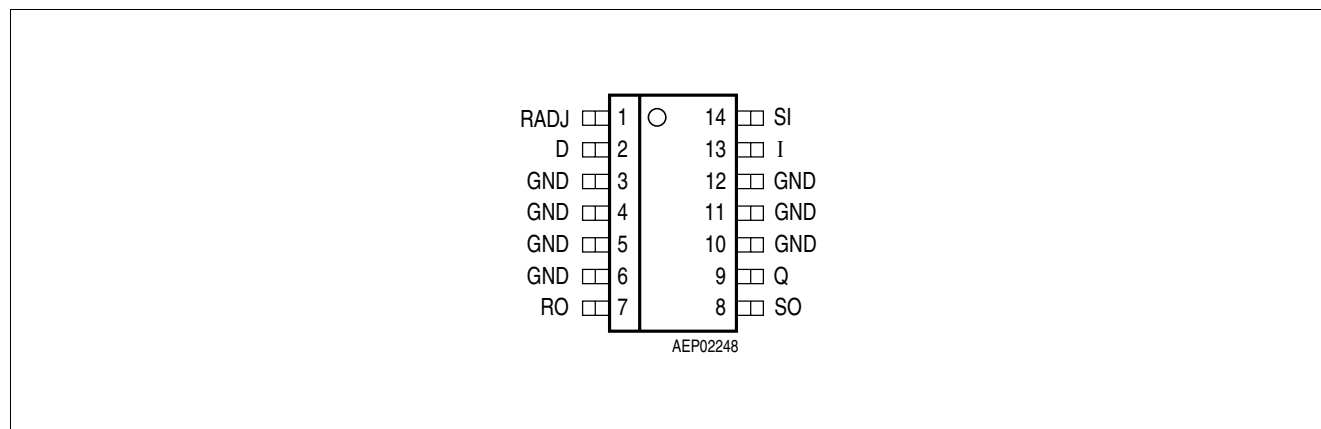 RADJ 1 14 SI
D 2 13 I
GND 3 12 GND
GND 4 11 GND
GND 5 10 GND
GND 6 9 Q
RO 7 8 SO
AEP02248